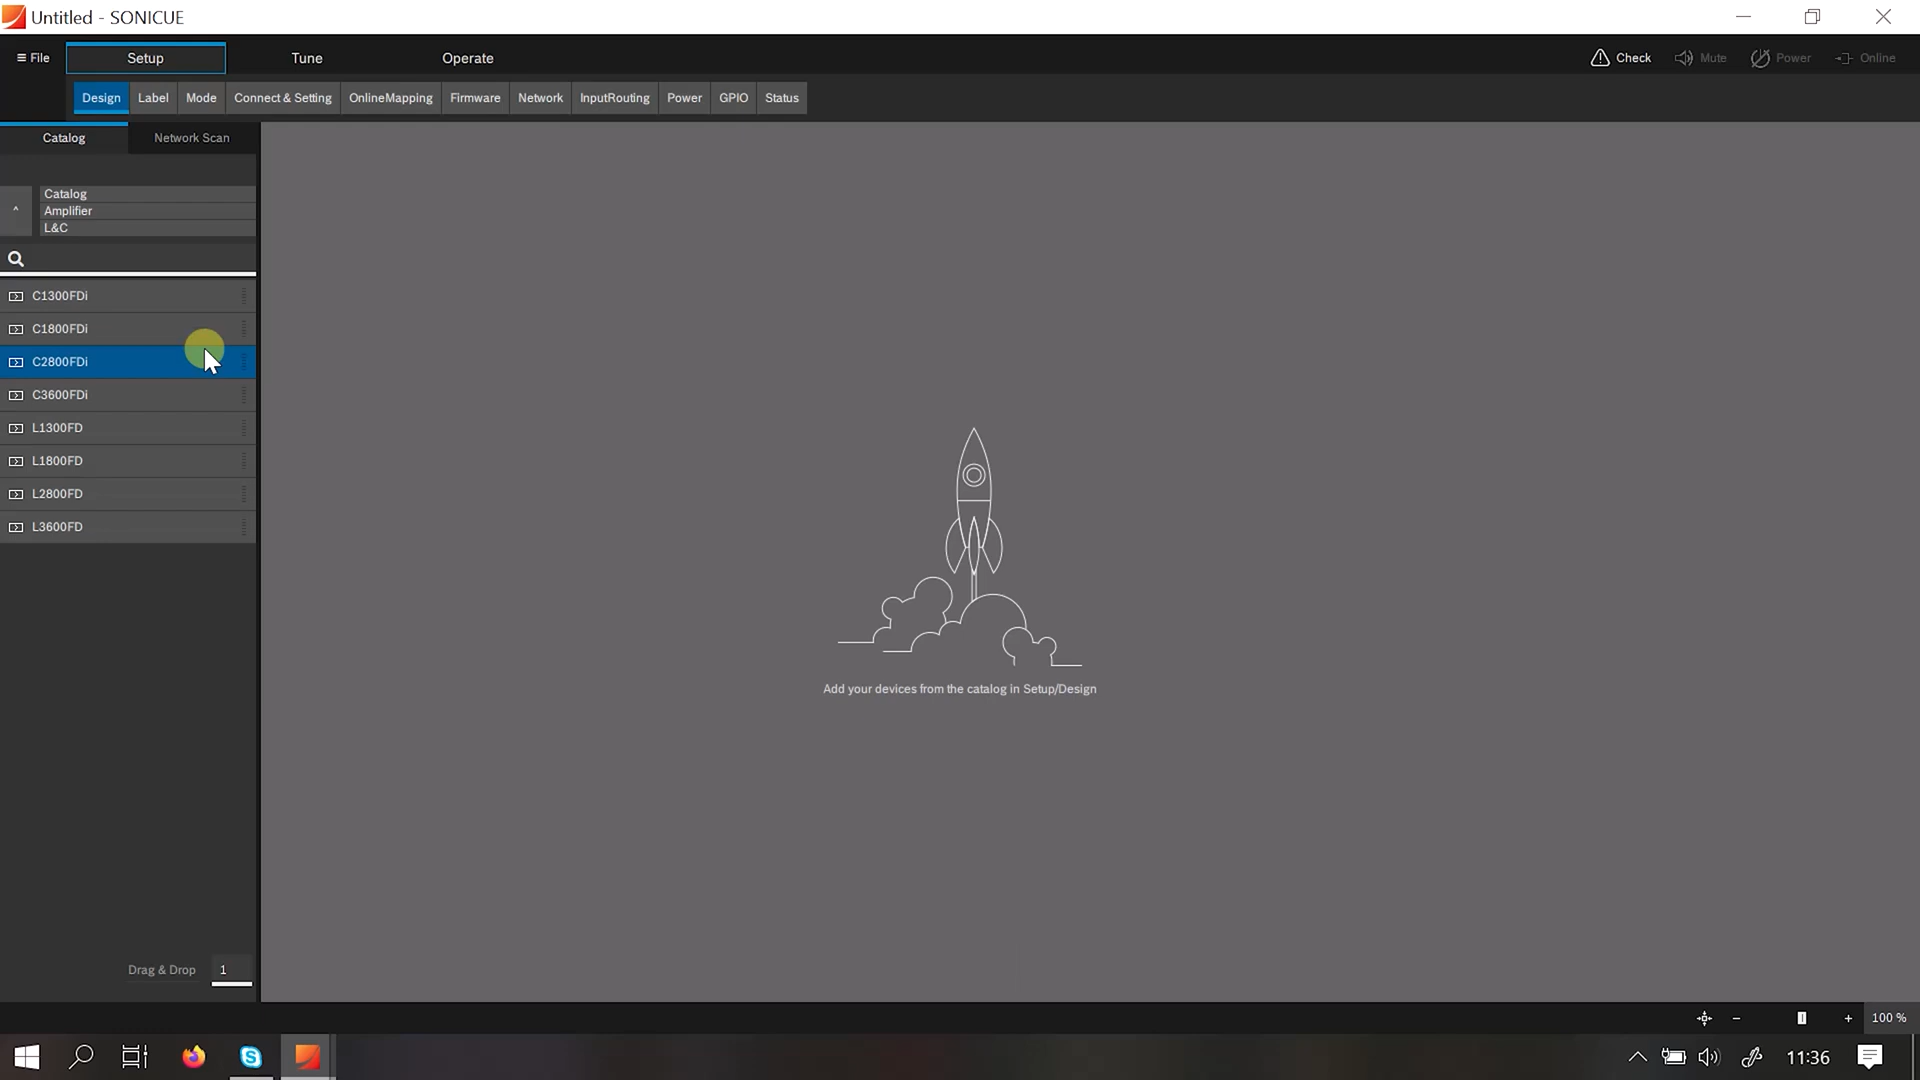 Untitled - SONICUE
≡ File Setup Tune Operate Check Mute Power Online
Design Label Mode Connect & Setting OnlineMapping Firmware Network InputRouting Power GPIO Status
Catalog Network Scan
Catalog
Amplifier
L&C
C1300FDi
C1800FDi
C2800FDi
C3600FDi
L1300FD
L1800FD
L2800FD
L3600FD
Add your devices from the catalog in Setup/Design
Drag & Drop 1
100 %
11:36